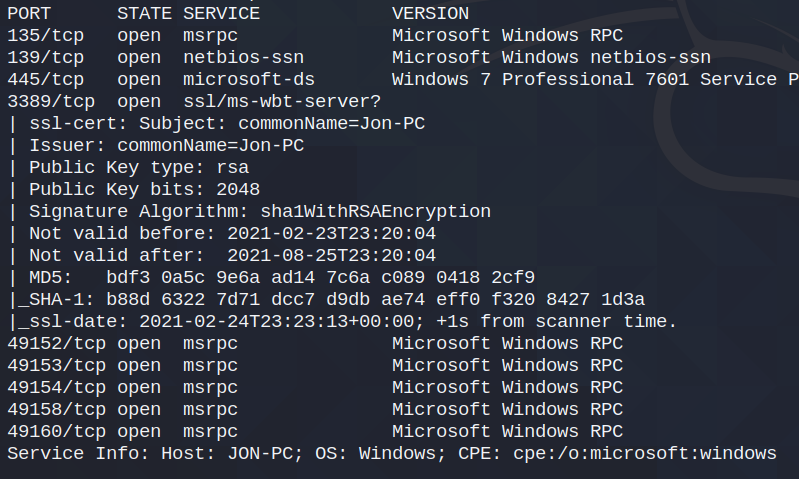 PORT      STATE SERVICE            VERSION
135/tcp   open  msrpc              Microsoft Windows RPC
139/tcp   open  netbios-ssn        Microsoft Windows netbios-ssn
445/tcp   open  microsoft-ds       Windows 7 Professional 7601 Service P
3389/tcp  open  ssl/ms-wbt-server?
| ssl-cert: Subject: commonName=Jon-PC
| Issuer: commonName=Jon-PC
| Public Key type: rsa
| Public Key bits: 2048
| Signature Algorithm: sha1WithRSAEncryption
| Not valid before: 2021-02-23T23:20:04
| Not valid after:  2021-08-25T23:20:04
| MD5:   bdf3 0a5c 9e6a ad14 7c6a c089 0418 2cf9
|_SHA-1: b88d 6322 7d71 dcc7 d9db ae74 eff0 f320 8427 1d3a
|_ssl-date: 2021-02-24T23:23:13+00:00; +1s from scanner time.
49152/tcp open  msrpc              Microsoft Windows RPC
49153/tcp open  msrpc              Microsoft Windows RPC
49154/tcp open  msrpc              Microsoft Windows RPC
49158/tcp open  msrpc              Microsoft Windows RPC
49160/tcp open  msrpc              Microsoft Windows RPC
Service Info: Host: JON-PC; OS: Windows; CPE: cpe:/o:microsoft:windows